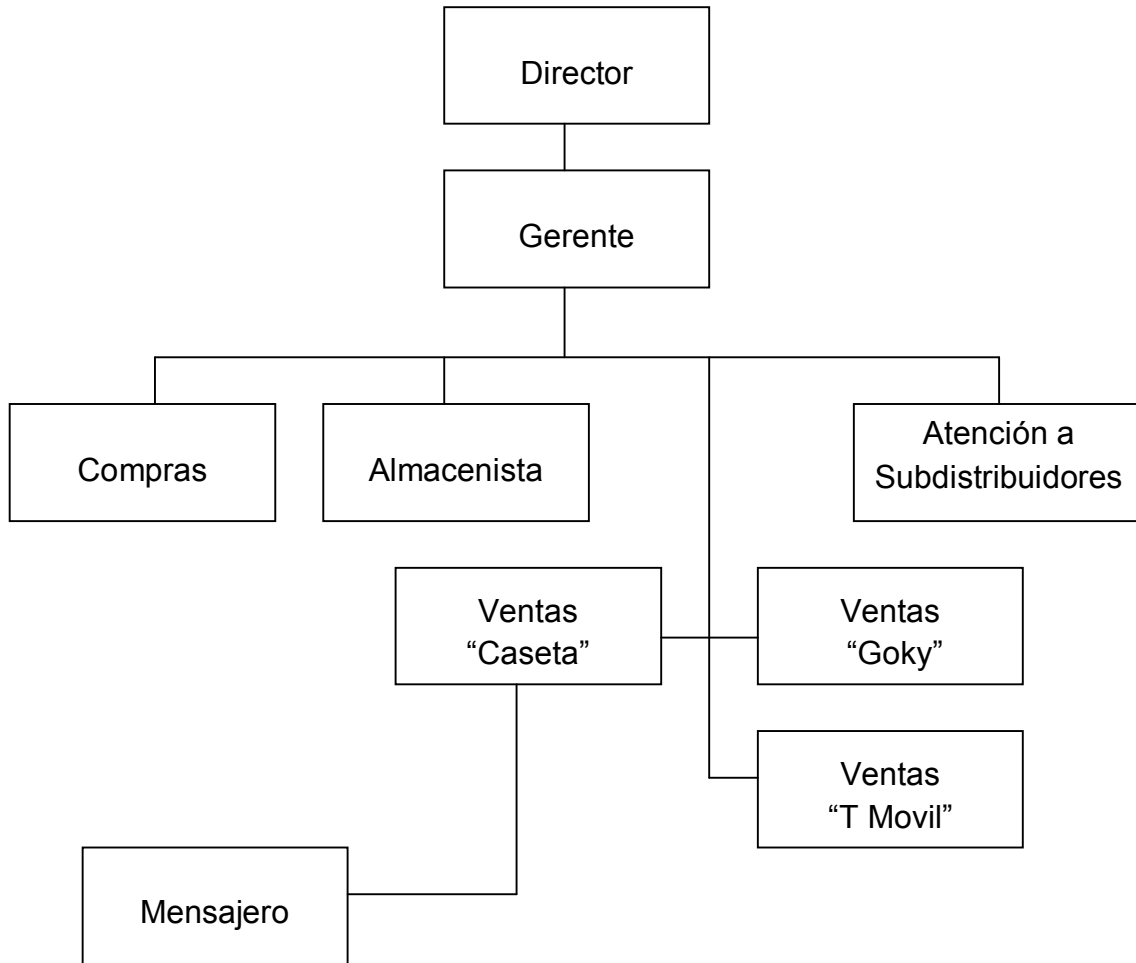 Director
Gerente
Compras
Almacenista
Atención a
Subdistribuidores
Ventas
“Caseta”
Ventas
“Goky”
Ventas
“T Movil”
Mensajero